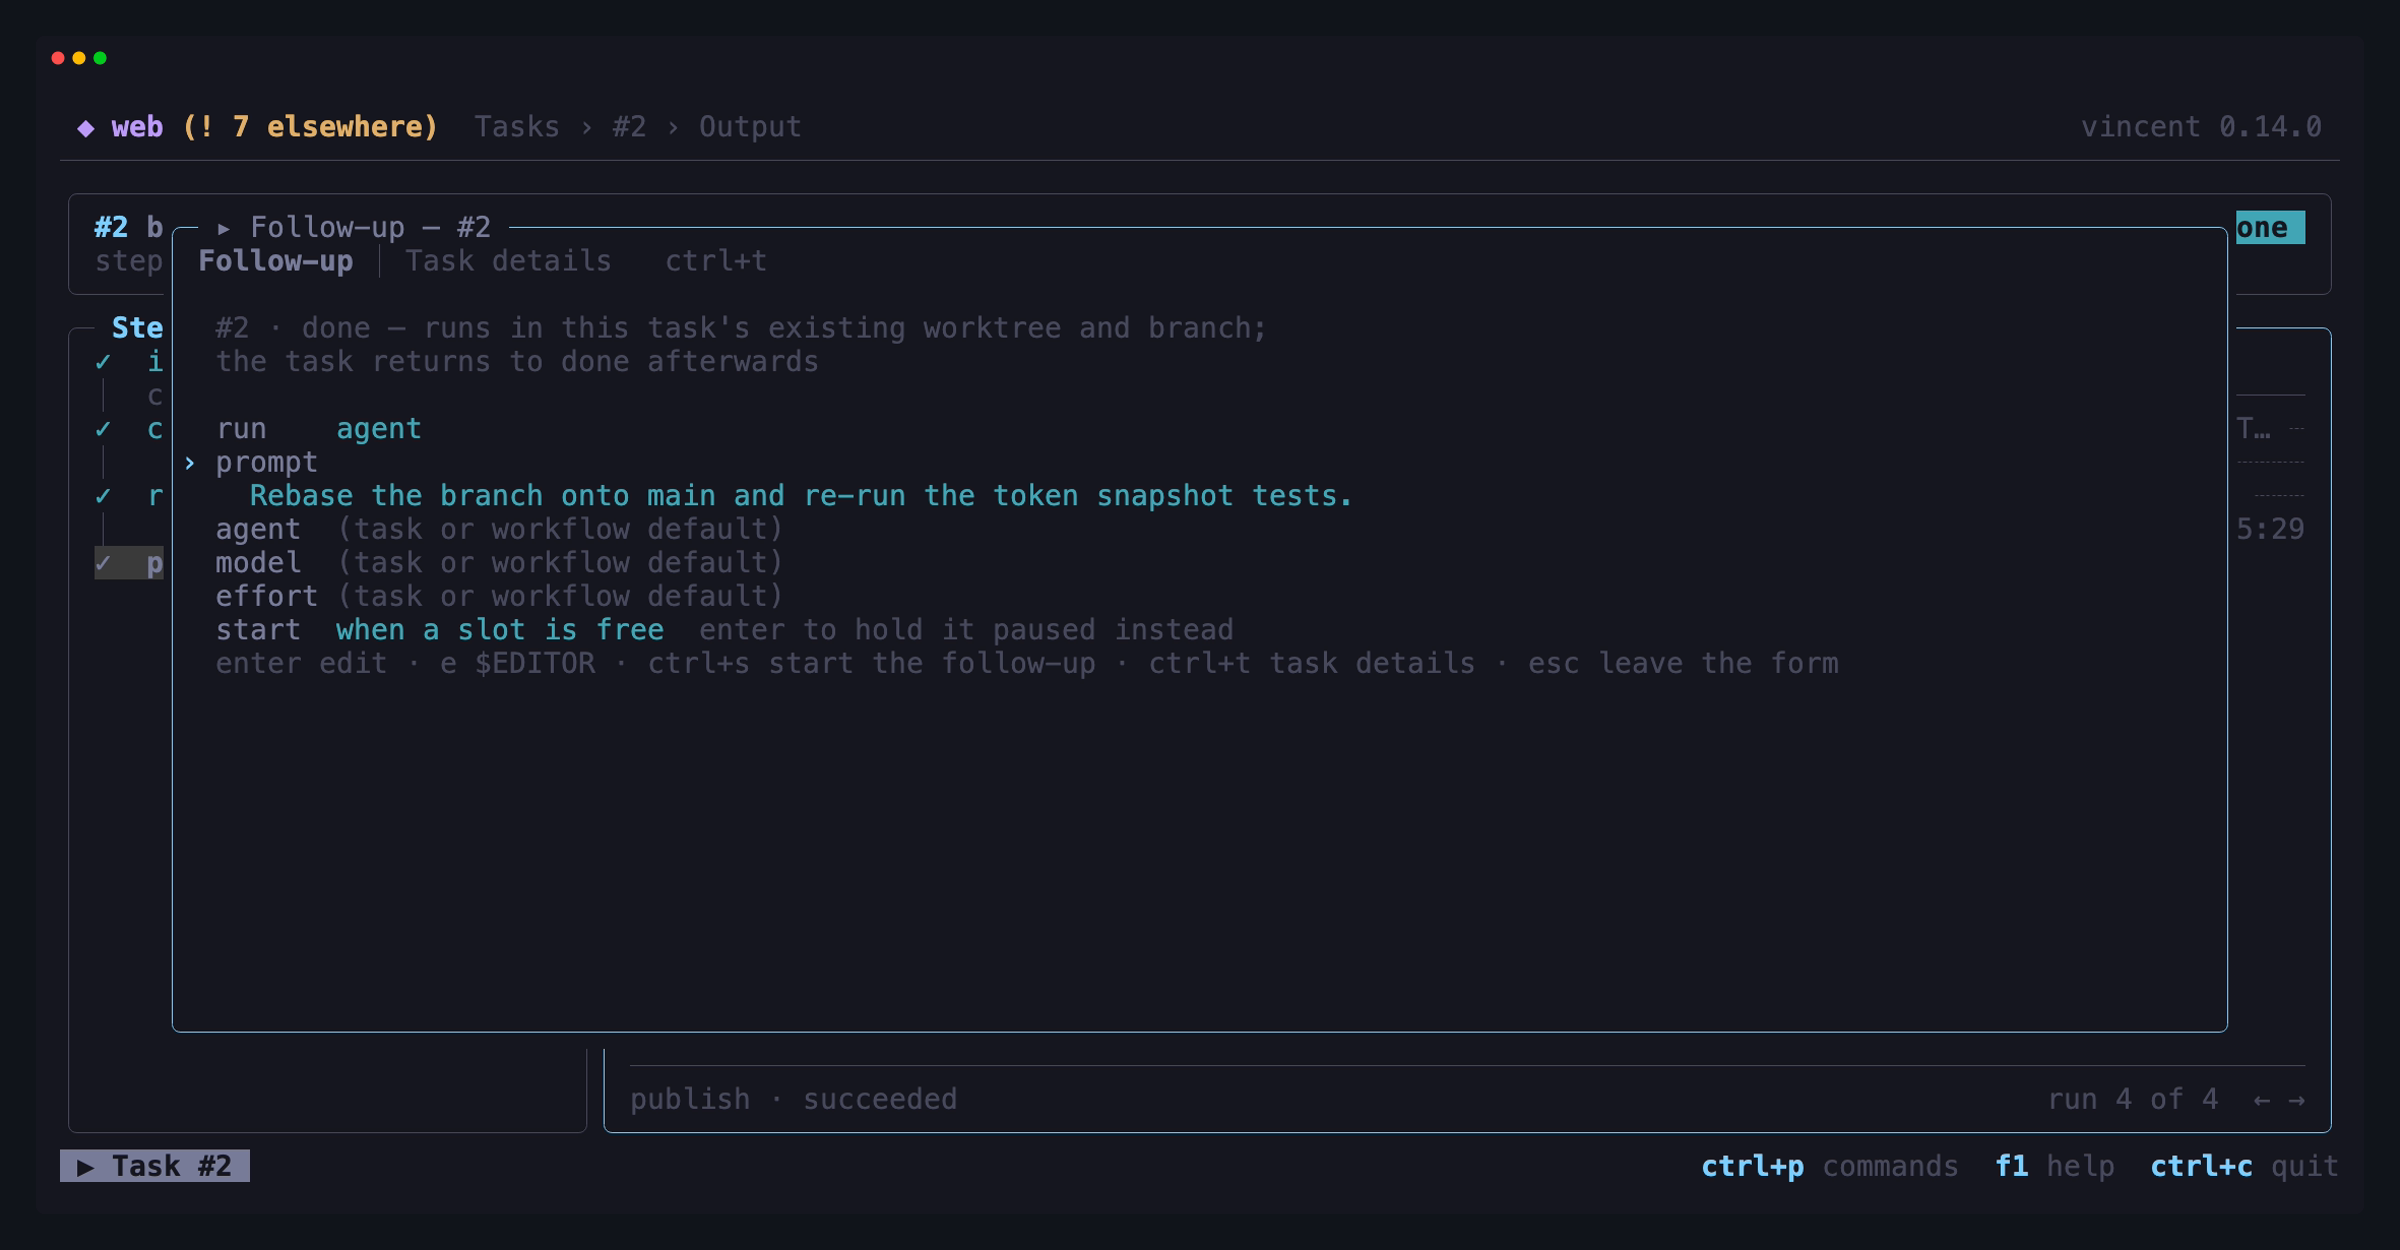 ◆ web (! 7 elsewhere) Tasks › #2 › Output
vincent 0.14.0
#2 b
one
step
▸ Follow-up — #2
Follow-up │ Task details ctrl+t
#2 · done — runs in this task's existing worktree and branch;
the task returns to done afterwards
Ste
✓ i
c
✓ c
✓ r
✓ p
run agent
› prompt
Rebase the branch onto main and re-run the token snapshot tests.
agent (task or workflow default)
model (task or workflow default)
effort (task or workflow default)
start when a slot is free enter to hold it paused instead
enter edit · e $EDITOR · ctrl+s start the follow-up · ctrl+t task details · esc leave the form
T…
5:29
publish · succeeded
run 4 of 4 ← →
▶ Task #2
ctrl+p commands f1 help ctrl+c quit